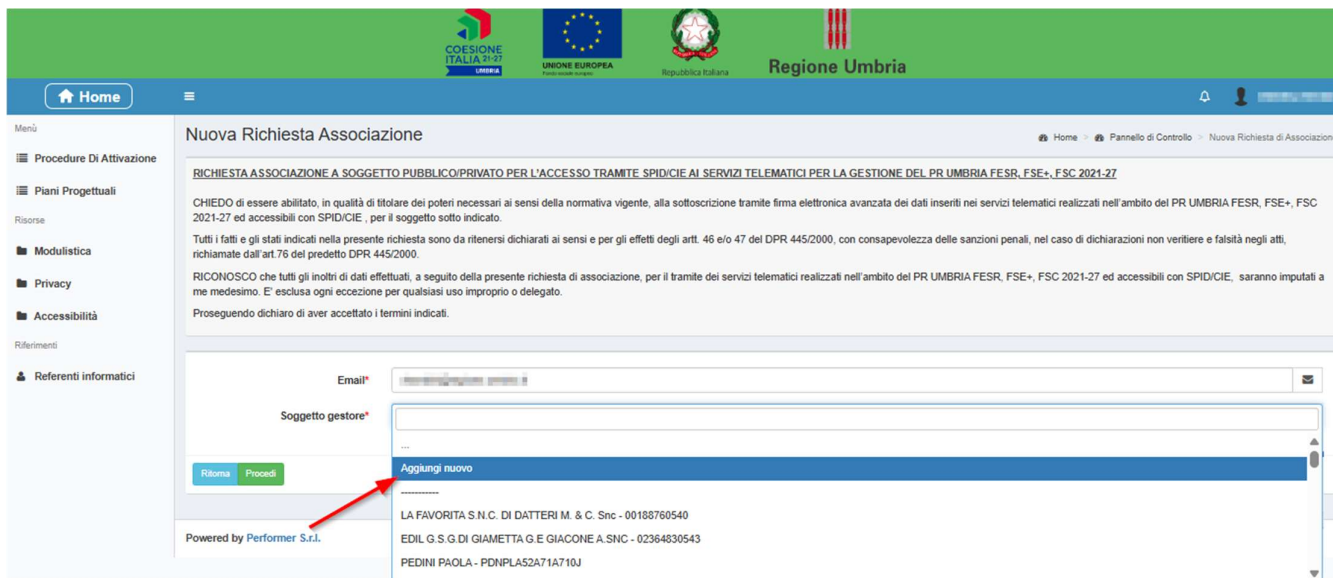 COESIONE
ITALIA 21-27
UMBRIA
UNIONE EUROPEA
Repubblica Italiana
Regione Umbria
Home
Menù
Procedure Di Attivazione
Piani Progettuali
Risorse
Modulistica
Privacy
Accessibilità
Riferimenti
Referenti informatici
Nuova Richiesta Associazione
Home > Pannello di Controllo > Nuova Richiesta di Associazion
RICHIESTA ASSOCIAZIONE A SOGGETTO PUBBLICO/PRIVATO PER L'ACCESSO TRAMITE SPID/CIE AI SERVIZI TELEMATICI PER LA GESTIONE DEL PR UMBRIA FESR, FSE+, FSC 2021-27
CHIEDO di essere abilitato, in qualità di titolare dei poteri necessari ai sensi della normativa vigente, alla sottoscrizione tramite firma elettronica avanzata dei dati inseriti nei servizi telematici realizzati nell'ambito del PR UMBRIA FESR, FSE+, FSC
2021-27 ed accessibili con SPID/CIE , per il soggetto sotto indicato.
Tutti i fatti e gli stati indicati nella presente richiesta sono da ritenersi dichiarati ai sensi e per gli effetti degli artt. 46 e/o 47 del DPR 445/2000, con consapevolezza delle sanzioni penali, nel caso di dichiarazioni non veritiere e falsità negli atti,
richiamate dall'art.76 del predetto DPR 445/2000.
RICONOSCO che tutti gli inoltri di dati effettuati, a seguito della presente richiesta di associazione, per il tramite dei servizi telematici realizzati nell'ambito del PR UMBRIA FESR, FSE+, FSC 2021-27 ed accessibili con SPID/CIE, saranno imputati a
me medesimo. E' esclusa ogni eccezione per qualsiasi uso improprio o delegato.
Proseguendo dichiaro di aver accettato i termini indicati.
Email*
Soggetto gestore*
...
Aggiungi nuovo
-----------
LA FAVORITA S.N.C. DI DATTERI M. & C. Snc - 00188760540
EDIL G.S.G.DI GIAMETTA G.E GIACONE A.SNC - 02364830543
PEDINI PAOLA - PDNPLA52A71A710J
Ritorna Procedi
Powered by Performer S.r.l.